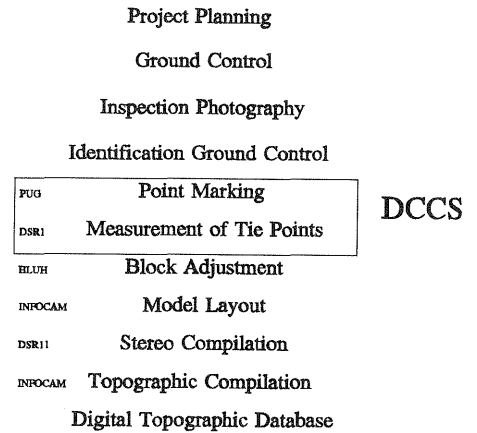 Project Planning
Ground Control
Inspection Photography
Identification Ground Control
PUG Point Marking
DCCS
DSR1 Measurement of Tie Points
BLUH Block Adjustment
INFOCAM Model Layout
DSR11 Stereo Compilation
INFOCAM Topographic Compilation
Digital Topographic Database